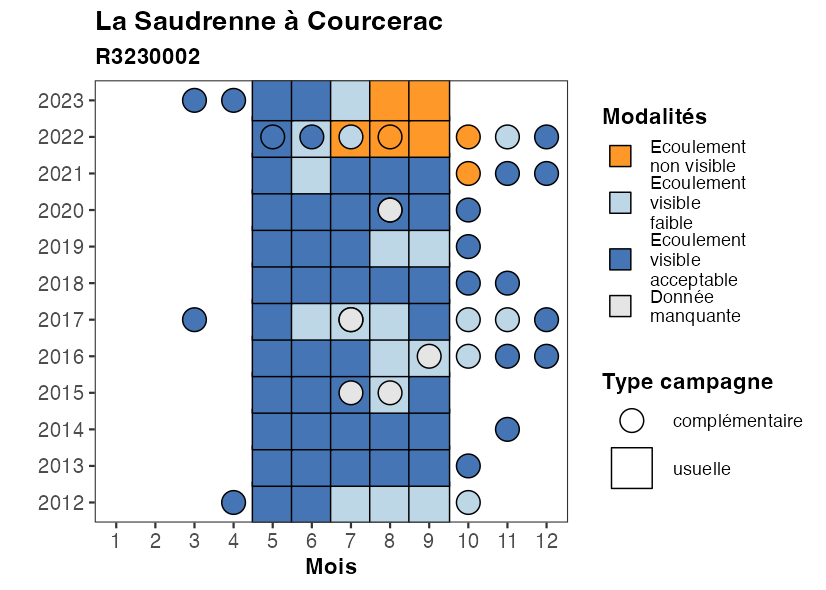 La Saudrenne à Courcerac
R3230002
2023
2022
2021
2020
2019
2018
2017
2016
2015
2014
2013
2012
1 2 3 4 5 6 7 8 9 10 11 12
Mois
Modalités
Ecoulement
non visible
Ecoulement
visible
faible
Ecoulement
visible
acceptable
Donnée
manquante
Type campagne
complémentaire
usuelle